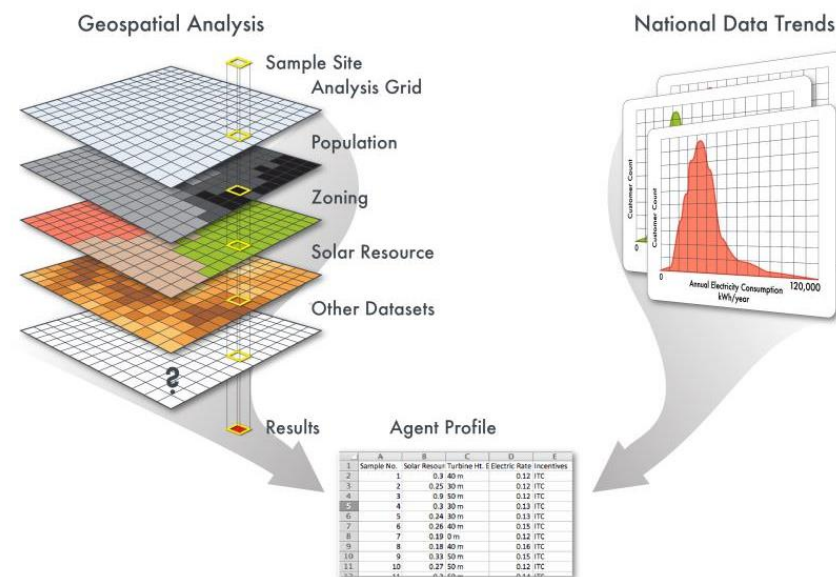 Geospatial Analysis
National Data Trends
Sample Site
Analysis Grid
Population
Zoning
Solar Resource
Other Datasets
?
Results
Customer Count
0
Customer Count
0
120,000
Annual Electricity Consumption
kWh/year
Agent Profile
A B C D E
1 Sample No. Solar Resour Turbine Ht. E Electric Rate Incentives
2 1 0.3 40 m 0.12 ITC
3 2 0.25 30 m 0.12 ITC
4 3 0.9 50 m 0.12 ITC
5 4 0.3 30 m 0.13 ITC
6 5 0.24 30 m 0.13 ITC
7 6 0.26 40 m 0.15 ITC
8 7 0.19 0 m 0.12 ITC
9 8 0.18 40 m 0.16 ITC
10 9 0.33 50 m 0.15 ITC
11 10 0.27 50 m 0.12 ITC